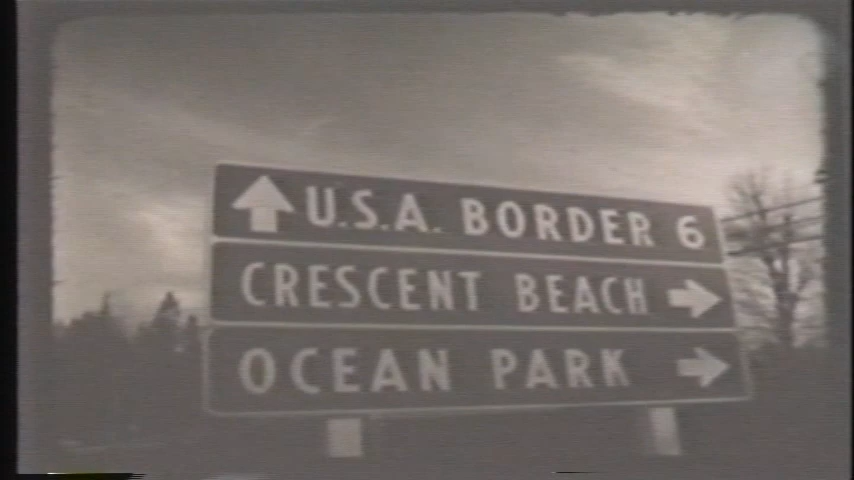 U.S.A. BORDER 6
CRESCENT BEACH
OCEAN PARK